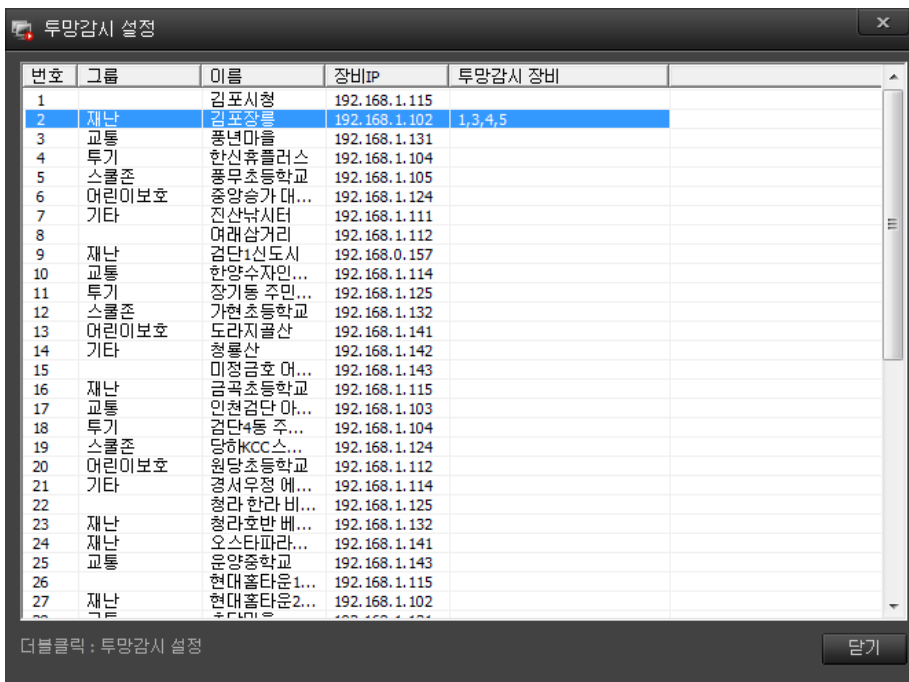 투망감시 설정
번호 그룹 이름 장비IP 투망감시 장비
1 김포시청 192.168.1.115
2 재난 김포장릉 192.168.1.102 1,3,4,5
3 교통 풍년마을 192.168.1.131
4 투기 한신휴플러스 192.168.1.104
5 스쿨존 풍무초등학교 192.168.1.105
6 어린이보호 중앙승가 대... 192.168.1.124
7 기타 진산낚시터 192.168.1.111
8 여래삼거리 192.168.1.112
9 재난 검단1신도시 192.168.0.157
10 교통 한양수자인... 192.168.1.114
11 투기 장기동 주민... 192.168.1.125
12 스쿨존 가현초등학교 192.168.1.132
13 어린이보호 도라지골산 192.168.1.141
14 기타 청룡산 192.168.1.142
15 미정금호 어... 192.168.1.143
16 재난 금곡초등학교 192.168.1.115
17 교통 인천검단 아... 192.168.1.103
18 투기 검단4동 주... 192.168.1.104
19 스쿨존 당하KCC스... 192.168.1.124
20 어린이보호 원당초등학교 192.168.1.112
21 기타 경서우정 에... 192.168.1.114
22 청라 한라 비... 192.168.1.125
23 재난 청라호반 베... 192.168.1.132
24 재난 오스타파라... 192.168.1.141
25 교통 운양중학교 192.168.1.143
26 현대홈타운1... 192.168.1.115
27 재난 현대홈타운2... 192.168.1.102
더블클릭 : 투망감시 설정
닫기